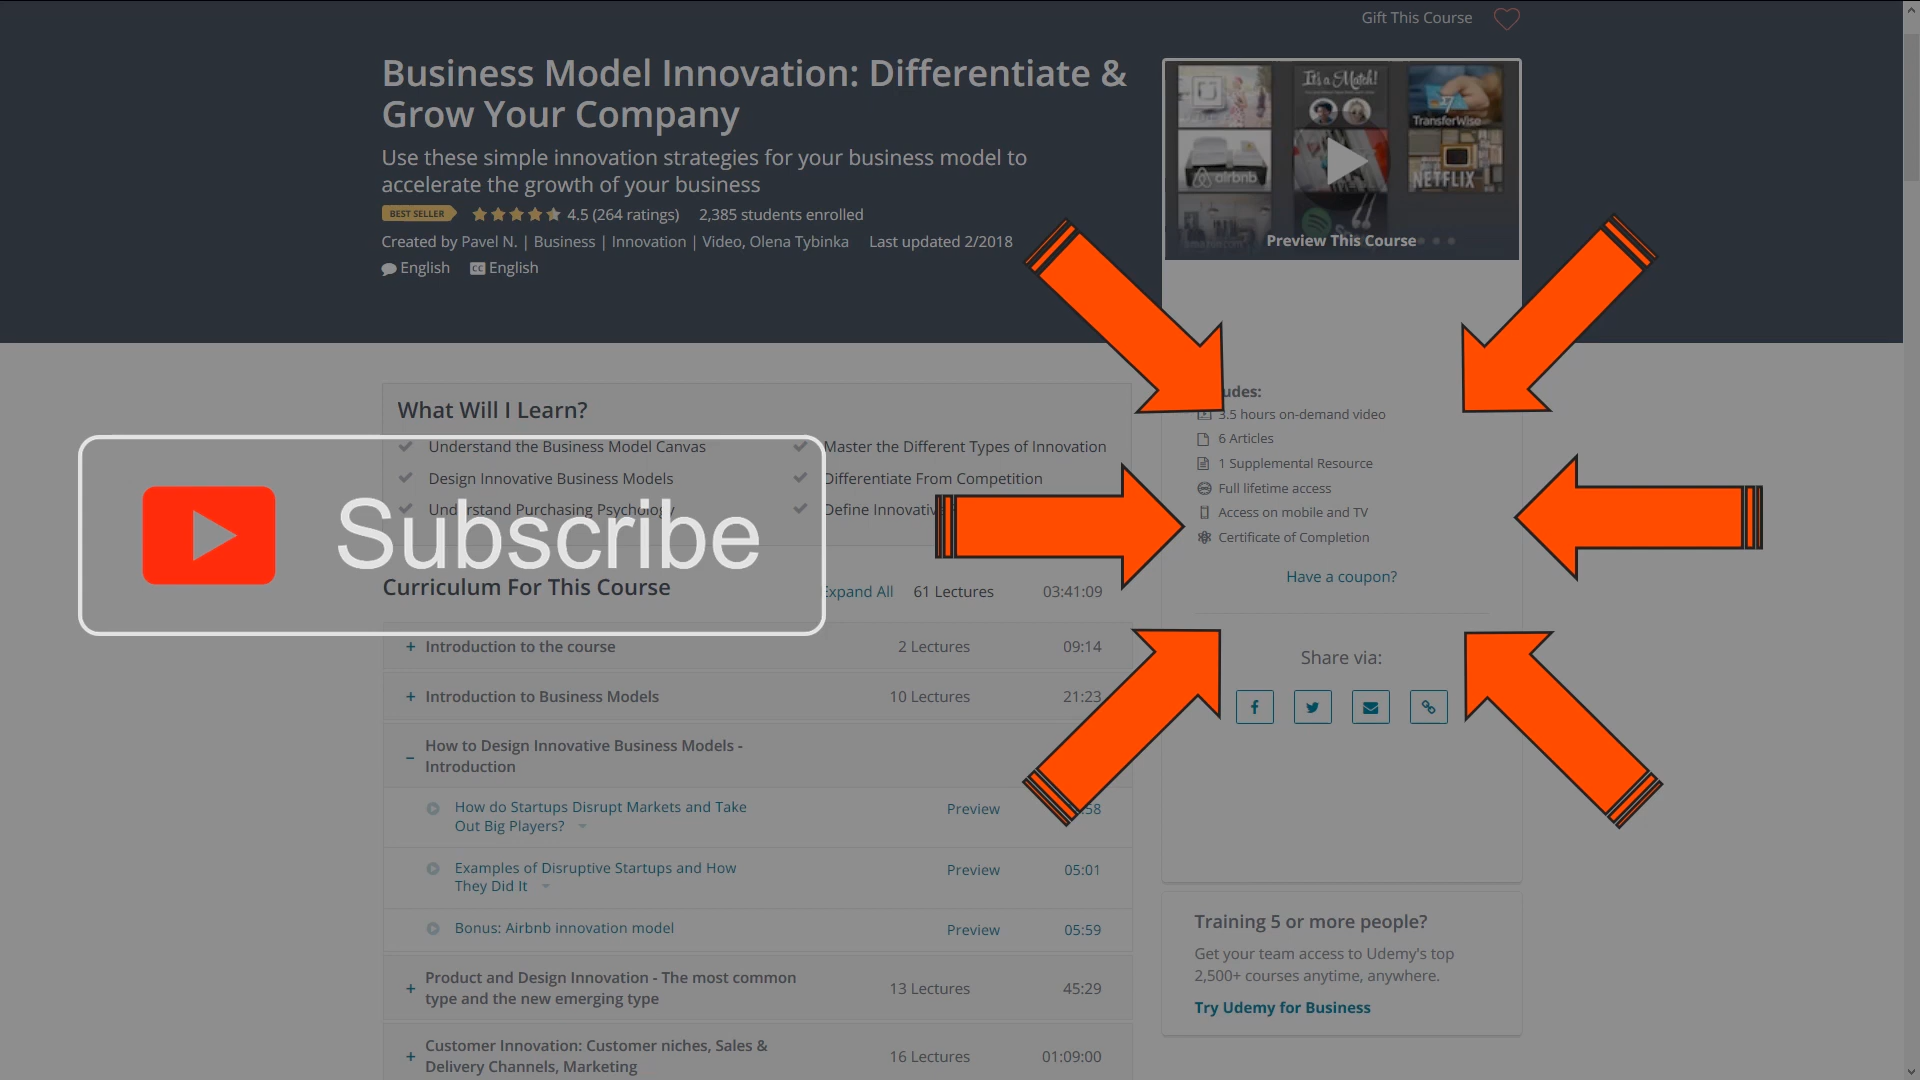 Gift This Course
Business Model Innovation: Differentiate &
Grow Your Company
Use these simple innovation strategies for your business model to
accelerate the growth of your business
BEST SELLER 4.5 (264 ratings) 2,385 students enrolled
Created by Pavel N. | Business | Innovation | Video, Olena Tybinka Last updated 2/2018
English CC English
It's a Match!
TransferWise
airbnb
NETFLIX
Preview This Course
What Will I Learn?
Understand the Business Model Canvas
Master the Different Types of Innovation
Design Innovative Business Models
Differentiate From Competition
Understand Purchasing Psychology
Define Innovativ
Subscribe
Curriculum For This Course
Expand All 61 Lectures 03:41:09
+ Introduction to the course 2 Lectures 09:14
+ Introduction to Business Models 10 Lectures 21:23
− How to Design Innovative Business Models -
Introduction
How do Startups Disrupt Markets and Take
Out Big Players? Preview :58
Examples of Disruptive Startups and How
They Did It Preview 05:01
Bonus: Airbnb innovation model Preview 05:59
+ Product and Design Innovation - The most common
type and the new emerging type 13 Lectures 45:29
+ Customer Innovation: Customer niches, Sales &
Delivery Channels, Marketing 16 Lectures 01:09:00
udes:
3.5 hours on-demand video
6 Articles
1 Supplemental Resource
Full lifetime access
Access on mobile and TV
Certificate of Completion
Have a coupon?
Share via:
Training 5 or more people?
Get your team access to Udemy's top
2,500+ courses anytime, anywhere.
Try Udemy for Business